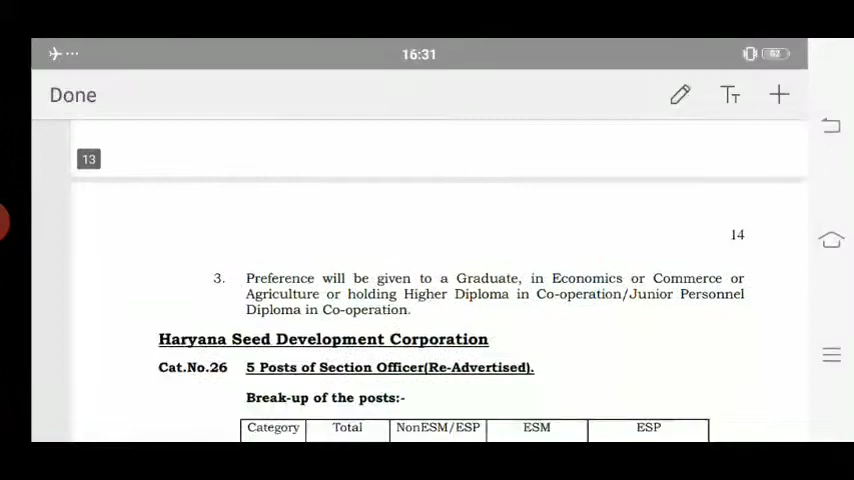 16:31
62
Done
13
14
3. Preference will be given to a Graduate, in Economics or Commerce or
Agriculture or holding Higher Diploma in Co-operation/Junior Personnel
Diploma in Co-operation.
Haryana Seed Development Corporation
Cat.No.26 5 Posts of Section Officer(Re-Advertised).
Break-up of the posts:-
Category Total NonESM/ESP ESM ESP